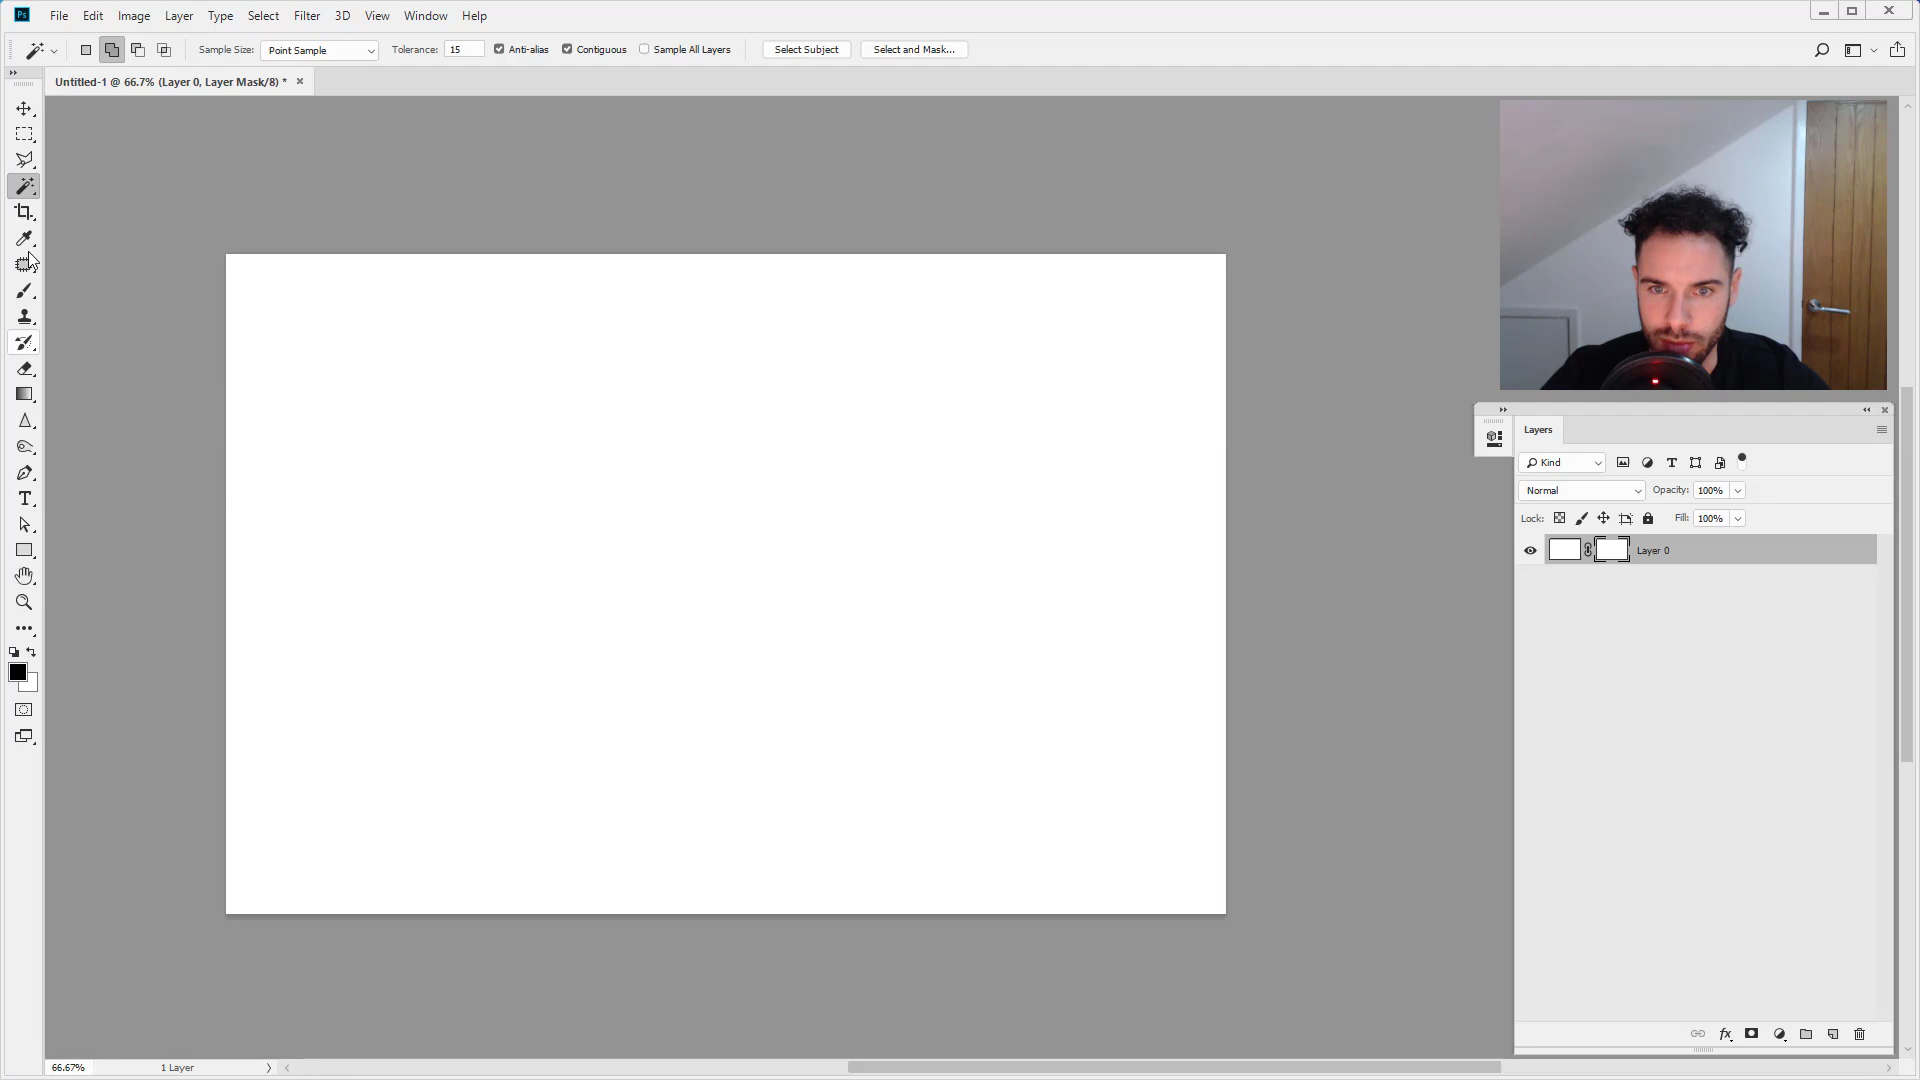 Ps File Edit Image Layer Type Select Filter 3D View Window Help
Sample Size: Point Sample Tolerance: 15 Anti-alias Contiguous Sample All Layers Select Subject Select and Mask...
Untitled-1 @ 66.7% (Layer 0, Layer Mask/8) *
Layers
Kind
Normal Opacity: 100%
Lock: Fill: 100%
Layer 0
fx
66.67% 1 Layer